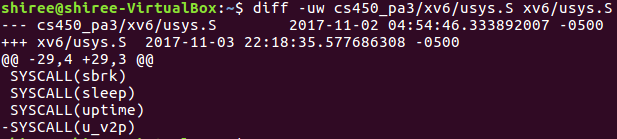 shiree@shiree-VirtualBox:~$ diff -uw cs450_pa3/xv6/usys.S xv6/usys.S
--- cs450_pa3/xv6/usys.S        2017-11-02 04:54:46.333892007 -0500
+++ xv6/usys.S  2017-11-03 22:18:35.577686308 -0500
@@ -29,4 +29,3 @@
 SYSCALL(sbrk)
 SYSCALL(sleep)
 SYSCALL(uptime)
-SYSCALL(u_v2p)